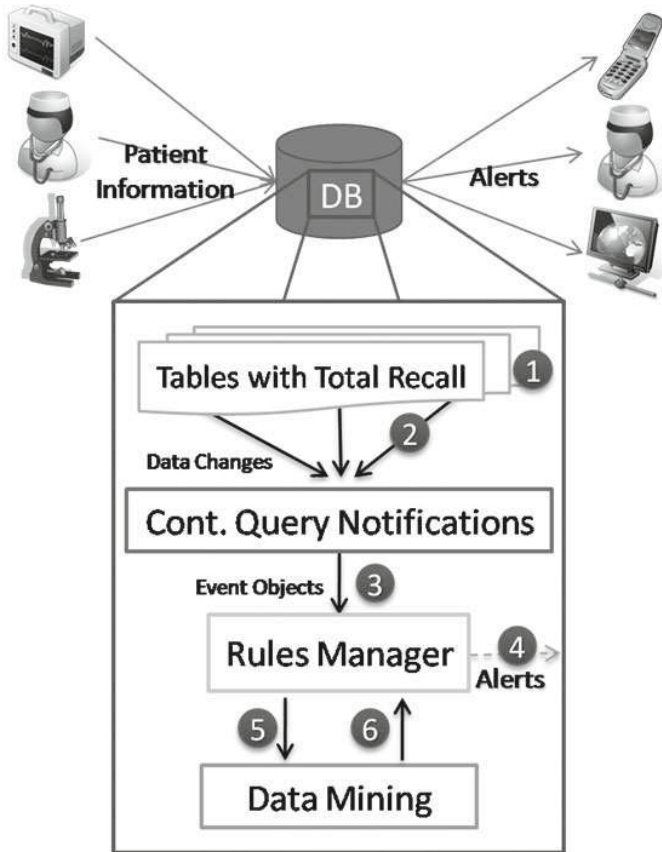 Patient
Information
DB
Alerts
Tables with Total Recall
1
2
Data Changes
Cont. Query Notifications
Event Objects
3
Rules Manager
4
Alerts
5
6
Data Mining